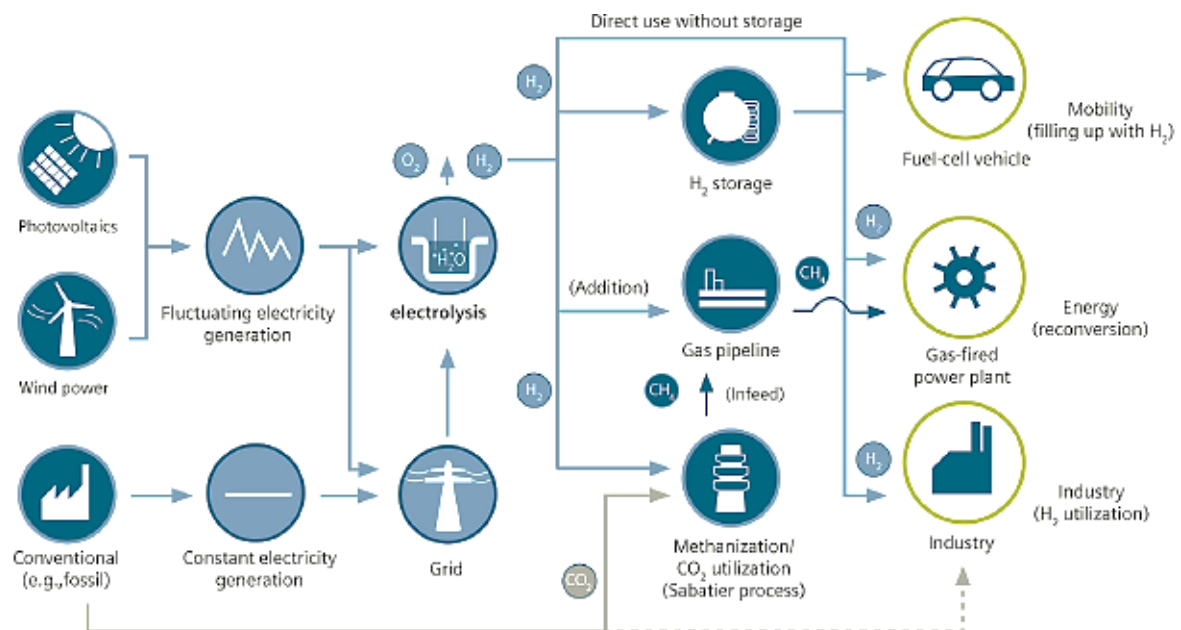 Direct use without storage
H₂
Mobility
(filling up with H₂)
Fuel-cell vehicle
O₂
H₂
H₂ storage
Photovoltaics
H₂O
H₂
(Addition)
CH₄
Fluctuating electricity
generation
electrolysis
Energy
(reconversion)
Gas pipeline
Gas-fired
power plant
Wind power
H₂
CH₄
(Infeed)
H₂
Industry
(H₂ utilization)
Conventional
(e.g.,fossil)
Constant electricity
generation
Grid
Methanization/
CO₂ utilization
(Sabatier process)
Industry
CO₂